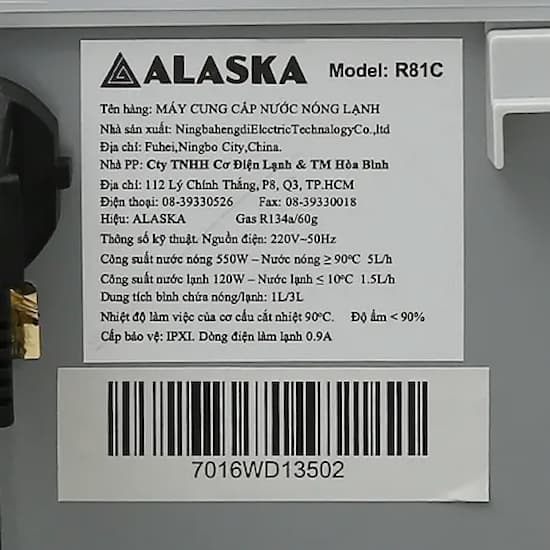 ALASKA Model: R81C
Tên hàng: MÁY CUNG CẤP NƯỚC NÓNG LẠNH
Nhà sản xuất: NingbahengdiElectricTechnalogyCo.,ltd
Địa chỉ: Fuhei,Ningbo City,China.
Nhà PP: Cty TNHH Cơ Điện Lạnh & TM Hòa Bình
Địa chỉ: 112 Lý Chính Thắng, P8, Q3, TP.HCM
Điện thoại: 08-39330526 Fax: 08-39330018
Hiệu: ALASKA Gas R134a/60g
Thông số kỹ thuật. Nguồn điện: 220V~50Hz
Công suất nước nóng 550W – Nước nóng ≥ 90ºC 5L/h
Công suất nước lạnh 120W – Nước lạnh ≤ 10ºC 1.5L/h
Dung tích bình chứa nóng/lạnh: 1L/3L
Nhiệt độ làm việc của cơ cấu cắt nhiệt 90ºC. Độ ẩm < 90%
Cấp bảo vệ: IPXI. Dòng điện làm lạnh 0.9A
7016WD13502